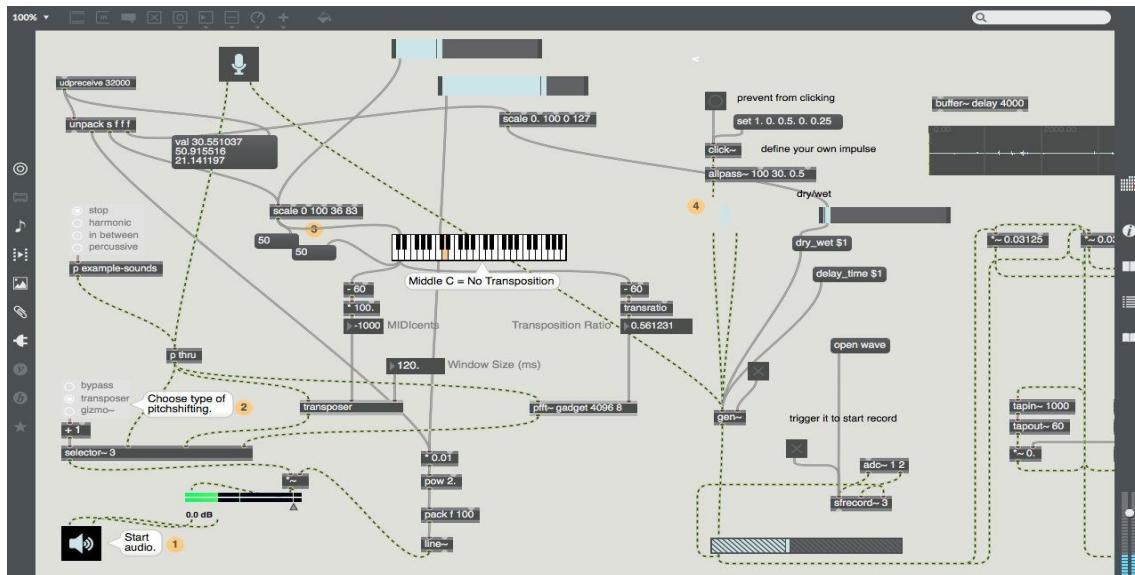 100%
udpreceive 32000
unpack s f f f
val 30.551037
50.915516
21.141197
scale 0. 100 0 127
prevent from clicking
set 1. 0. 0.5. 0. 0.25
click~
define your own impulse
allpass~ 100 30. 0.5
dry/wet
buffer~ delay 4000
0.00
2000.00
stop
harmonic
in between
percussive
p example-sounds
scale 0 100 36 83
3
50
50
Middle C = No Transposition
4
dry_wet $1
delay_time $1
*~ 0.03125
- 60
* 100.
-1000
MIDIcents
- 60
transratio
Transposition Ratio
0.561231
open wave
p thru
120.
Window Size (ms)
bypass
transposer
gizmo~
Choose type of
pitchshifting.
2
transposer
pfft~ gadget 4096 8
gen~
trigger it to start record
tapin~ 1000
tapout~ 60
*~ 0.
+ 1
selector~ 3
* 0.01
pow 2.
pack f 100
line~
*~
0.0 dB
adc~ 1 2
sfrecord~ 3
Start
audio.
1